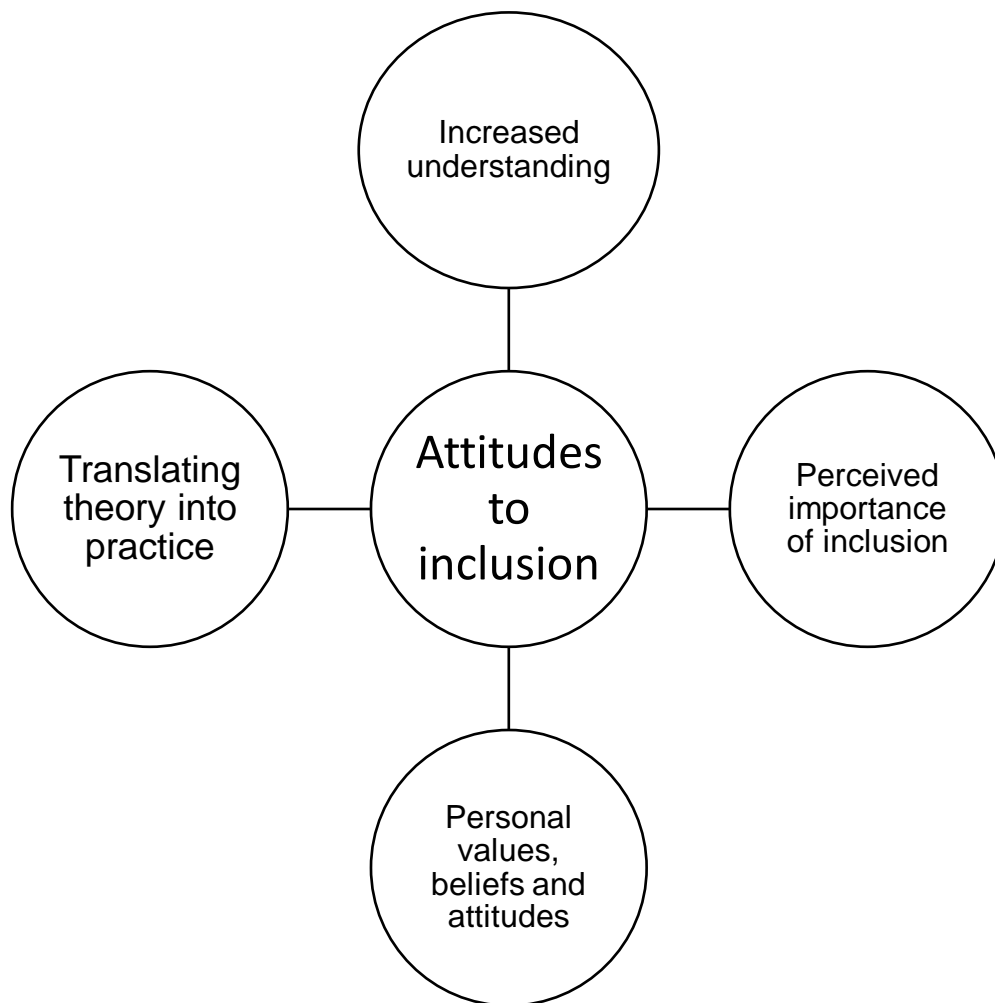 Increased
understanding
Translating
theory into
practice
Attitudes
to
inclusion
Perceived
importance
of inclusion
Personal
values,
beliefs and
attitudes